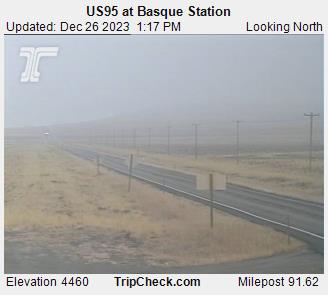 US95 at Basque Station
Updated: Dec 26 2023 1:17 PM Looking North
Elevation 4460 TripCheck.com Milepost 91.62